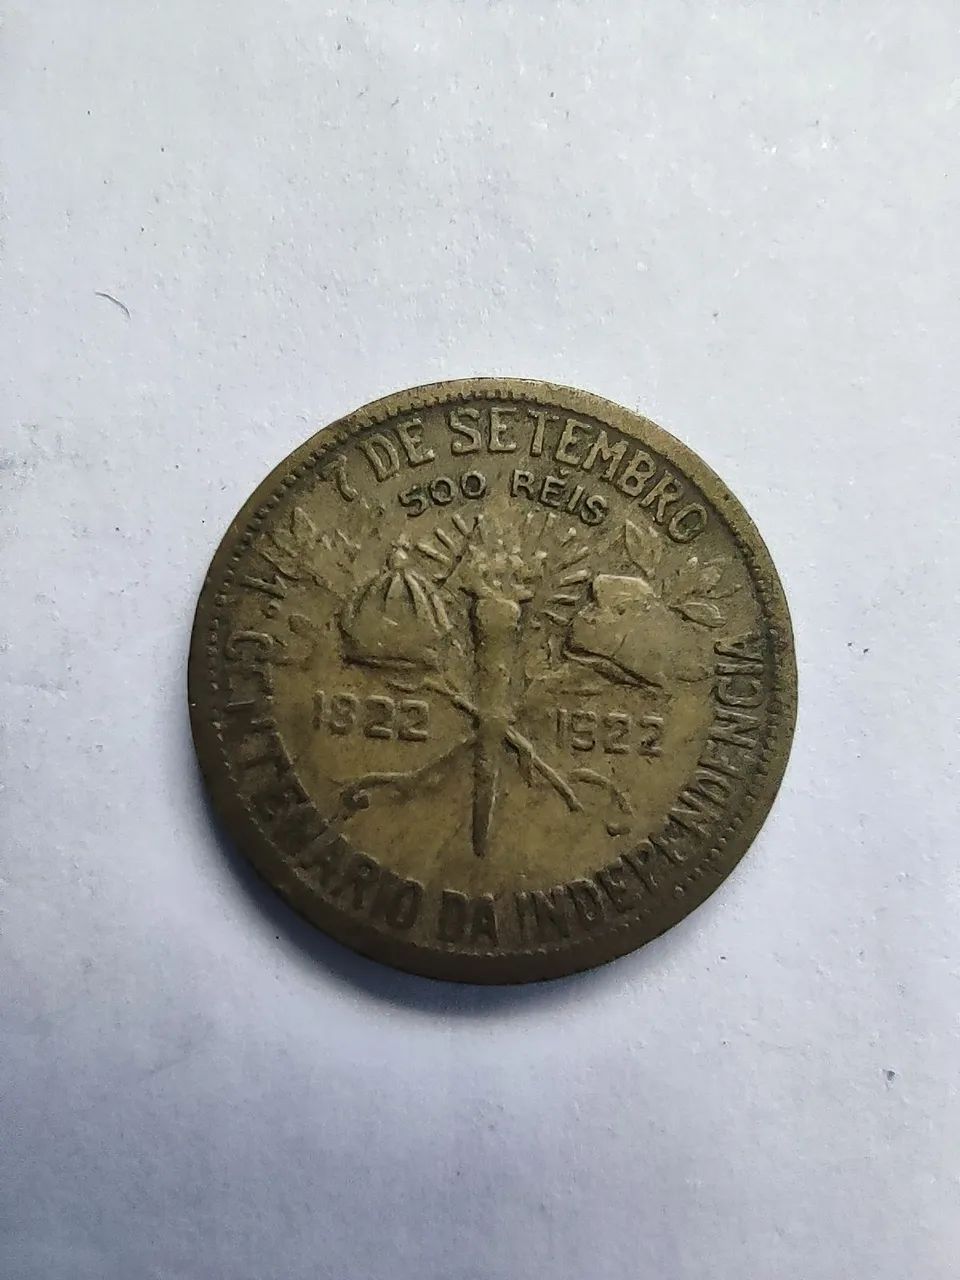 7 DE SETEMBRO
500 RÉIS
1822 1922
CENTENARIO DA INDEPENDENCIA